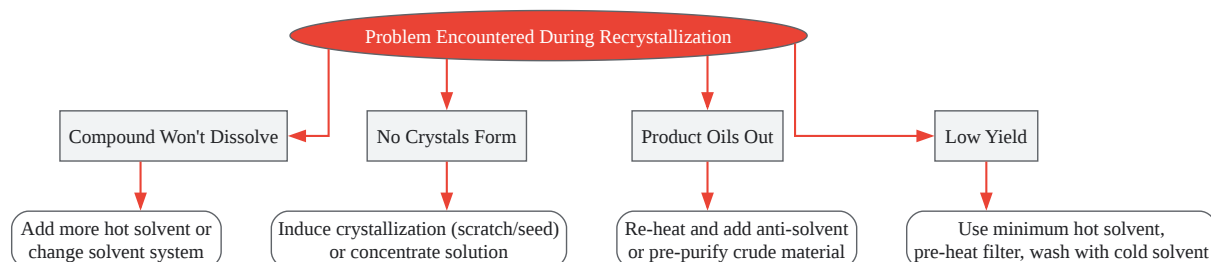 Problem Encountered During Recrystallization
Compound Won't Dissolve
No Crystals Form
Product Oils Out
Low Yield
Add more hot solvent or
change solvent system
Induce crystallization (scratch/seed)
or concentrate solution
Re-heat and add anti-solvent
or pre-purify crude material
Use minimum hot solvent,
pre-heat filter, wash with cold solvent